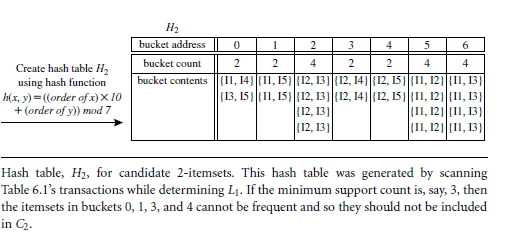 H2
bucket address 0 1 2 3 4 5 6
bucket count 2 2 4 2 2 4 4
bucket contents {I1, I4} {I1, I5} {I2, I3} {I2, I4} {I2, I5} {I1, I2} {I1, I3}
{I3, I5} {I1, I5} {I2, I3} {I2, I4} {I2, I5} {I1, I2} {I1, I3}
{I2, I3} {I1, I2} {I1, I3}
{I2, I3} {I1, I2} {I1, I3}
Create hash table H2
using hash function
h(x, y)=((order of x)×10
+(order of y)) mod 7
Hash table, H2, for candidate 2-itemsets. This hash table was generated by scanning
Table 6.1's transactions while determining L1. If the minimum support count is, say, 3, then
the itemsets in buckets 0, 1, 3, and 4 cannot be frequent and so they should not be included
in C2.